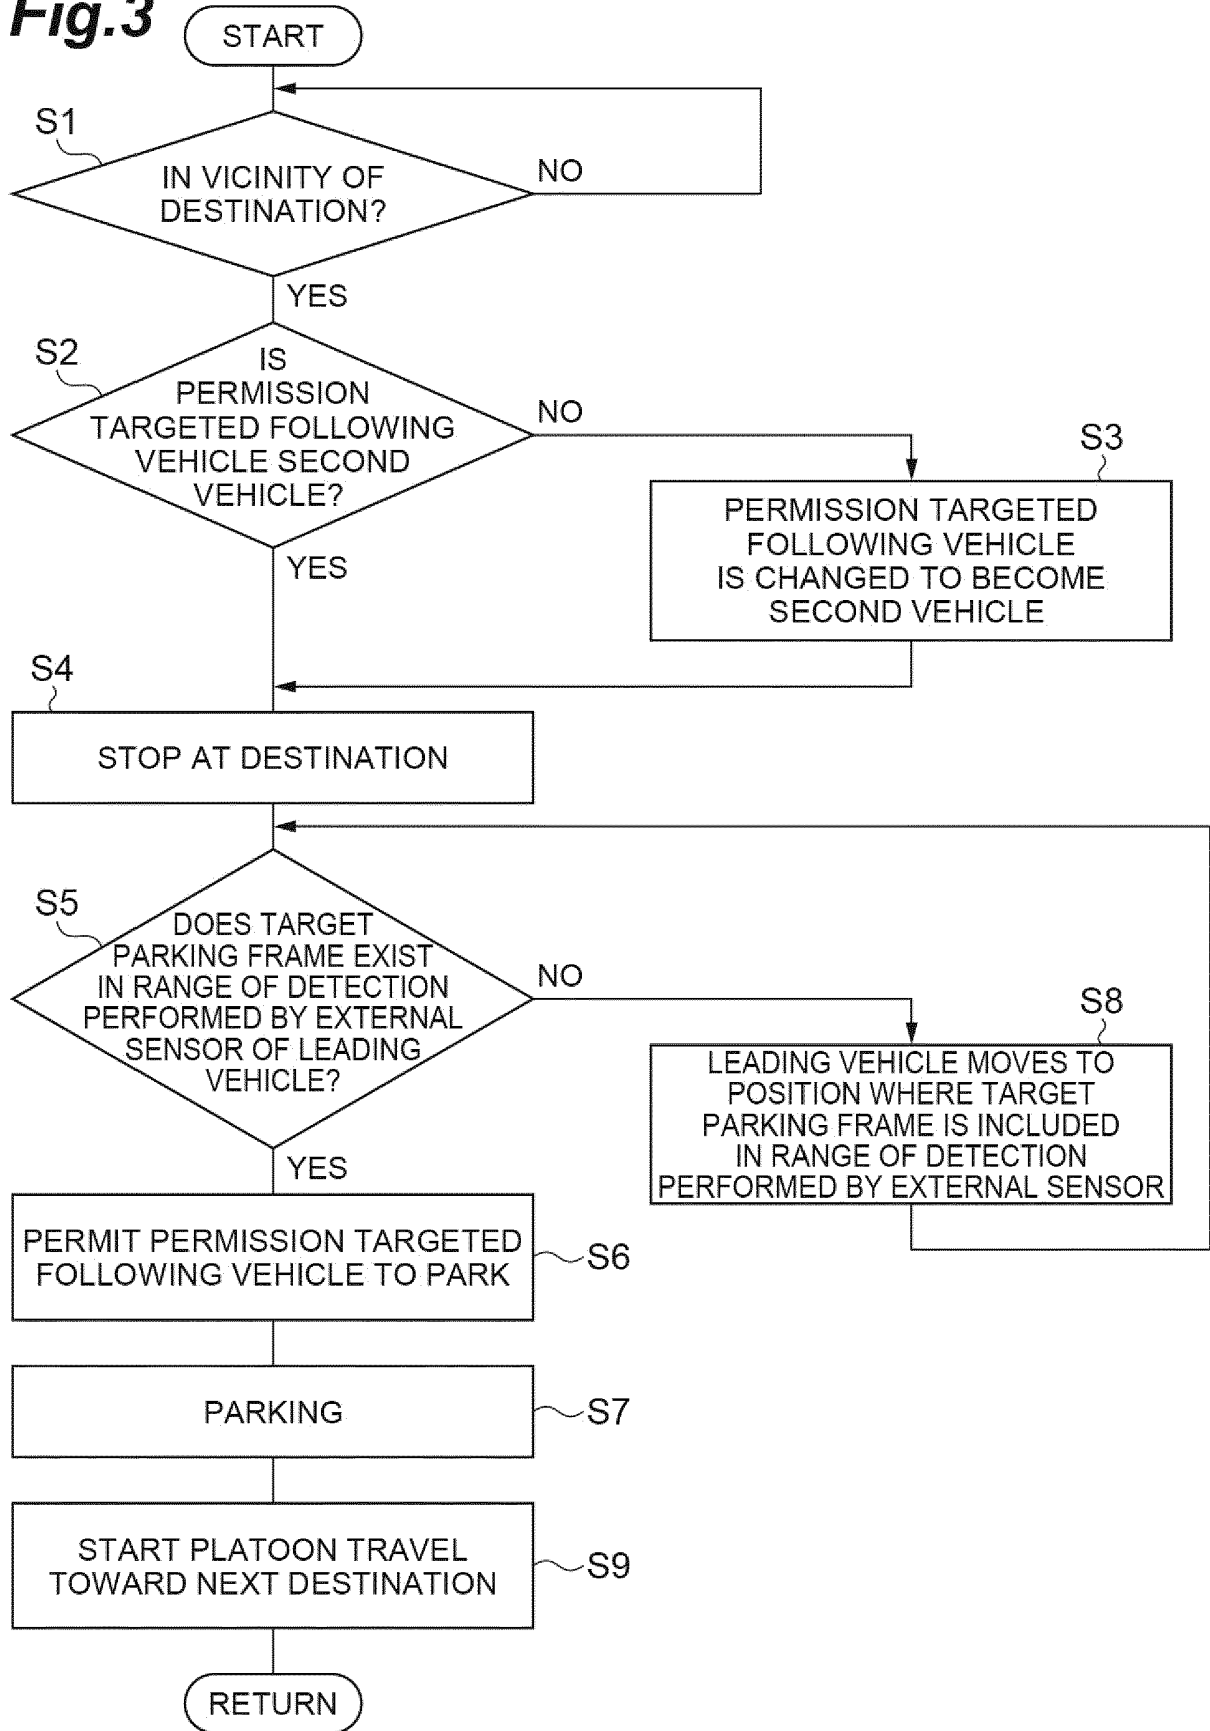 Fig.3
START
S1
IN VICINITY OF
DESTINATION?
NO
YES
S2
IS
PERMISSION
TARGETED FOLLOWING
VEHICLE SECOND
VEHICLE?
NO
YES
S3
PERMISSION TARGETED
FOLLOWING VEHICLE
IS CHANGED TO BECOME
SECOND VEHICLE
S4
STOP AT DESTINATION
S5
DOES TARGET
PARKING FRAME EXIST
IN RANGE OF DETECTION
PERFORMED BY EXTERNAL
SENSOR OF LEADING
VEHICLE?
NO
YES
S8
LEADING VEHICLE MOVES TO
POSITION WHERE TARGET
PARKING FRAME IS INCLUDED
IN RANGE OF DETECTION
PERFORMED BY EXTERNAL SENSOR
PERMIT PERMISSION TARGETED
FOLLOWING VEHICLE TO PARK
S6
PARKING
S7
START PLATOON TRAVEL
TOWARD NEXT DESTINATION
S9
RETURN